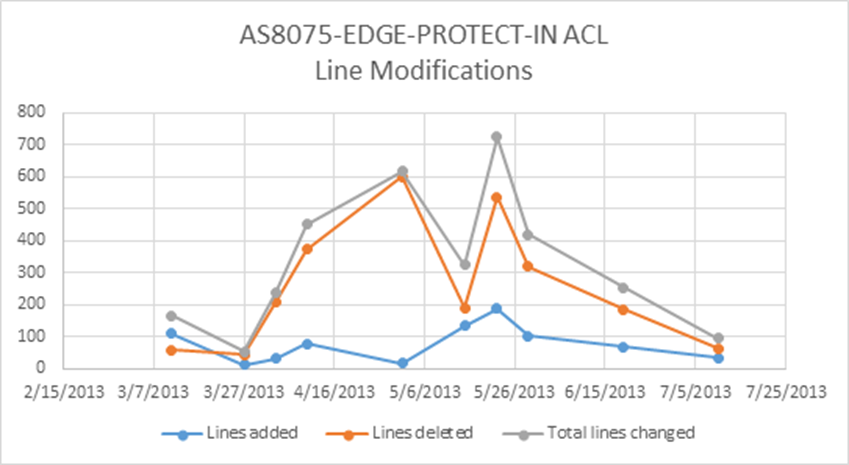 AS8075-EDGE-PROTECT-IN ACL
Line Modifications
800
700
600
500
400
300
200
100
0
2/15/2013 3/7/2013 3/27/2013 4/16/2013 5/6/2013 5/26/2013 6/15/2013 7/5/2013 7/25/2013
Lines added Lines deleted Total lines changed